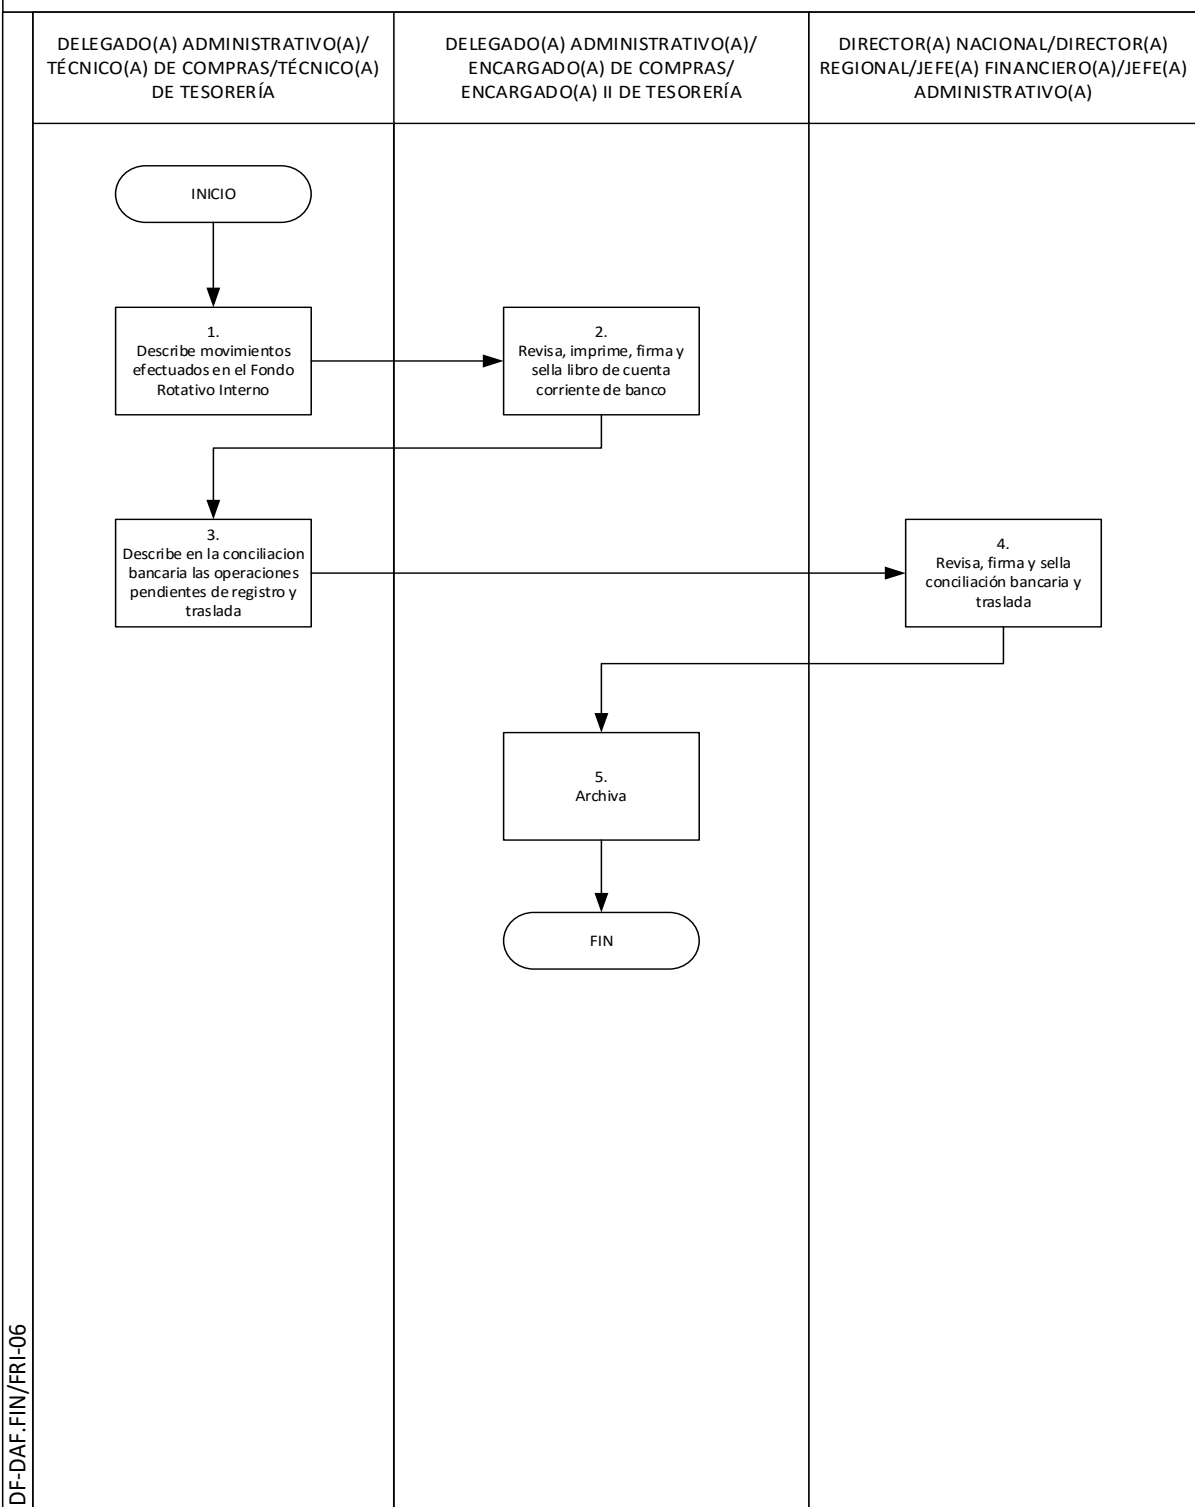 DELEGADO(A) ADMINISTRATIVO(A)/
TÉCNICO(A) DE COMPRAS/TÉCNICO(A)
DE TESORERÍA
DELEGADO(A) ADMINISTRATIVO(A)/
ENCARGADO(A) DE COMPRAS/
ENCARGADO(A) II DE TESORERÍA
DIRECTOR(A) NACIONAL/DIRECTOR(A)
REGIONAL/JEFE(A) FINANCIERO(A)/JEFE(A)
ADMINISTRATIVO(A)
INICIO
1.
Describe movimientos
efectuados en el Fondo
Rotativo Interno
2.
Revisa, imprime, firma y
sella libro de cuenta
corriente de banco
3.
Describe en la conciliacion
bancaria las operaciones
pendientes de registro y
traslada
4.
Revisa, firma y sella
conciliación bancaria y
traslada
5.
Archiva
FIN
DF-DAF.FIN/FRI-06